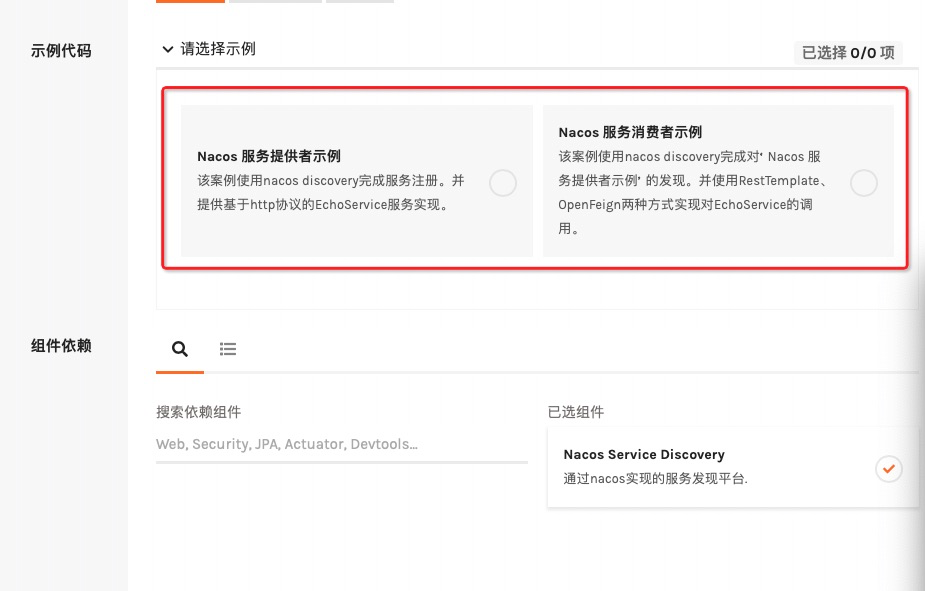 示例代码
请选择示例
已选择 0/0 项
Nacos 服务提供者示例
该案例使用nacos discovery完成服务注册。并
提供基于http协议的EchoService服务实现。
Nacos 服务消费者示例
该案例使用nacos discovery完成对‘ Nacos 服
务提供者示例’ 的发现。并使用RestTemplate、
OpenFeign两种方式实现对EchoService的调
用。
组件依赖
搜索依赖组件
Web, Security, JPA, Actuator, Devtools...
已选组件
Nacos Service Discovery
通过nacos实现的服务发现平台.